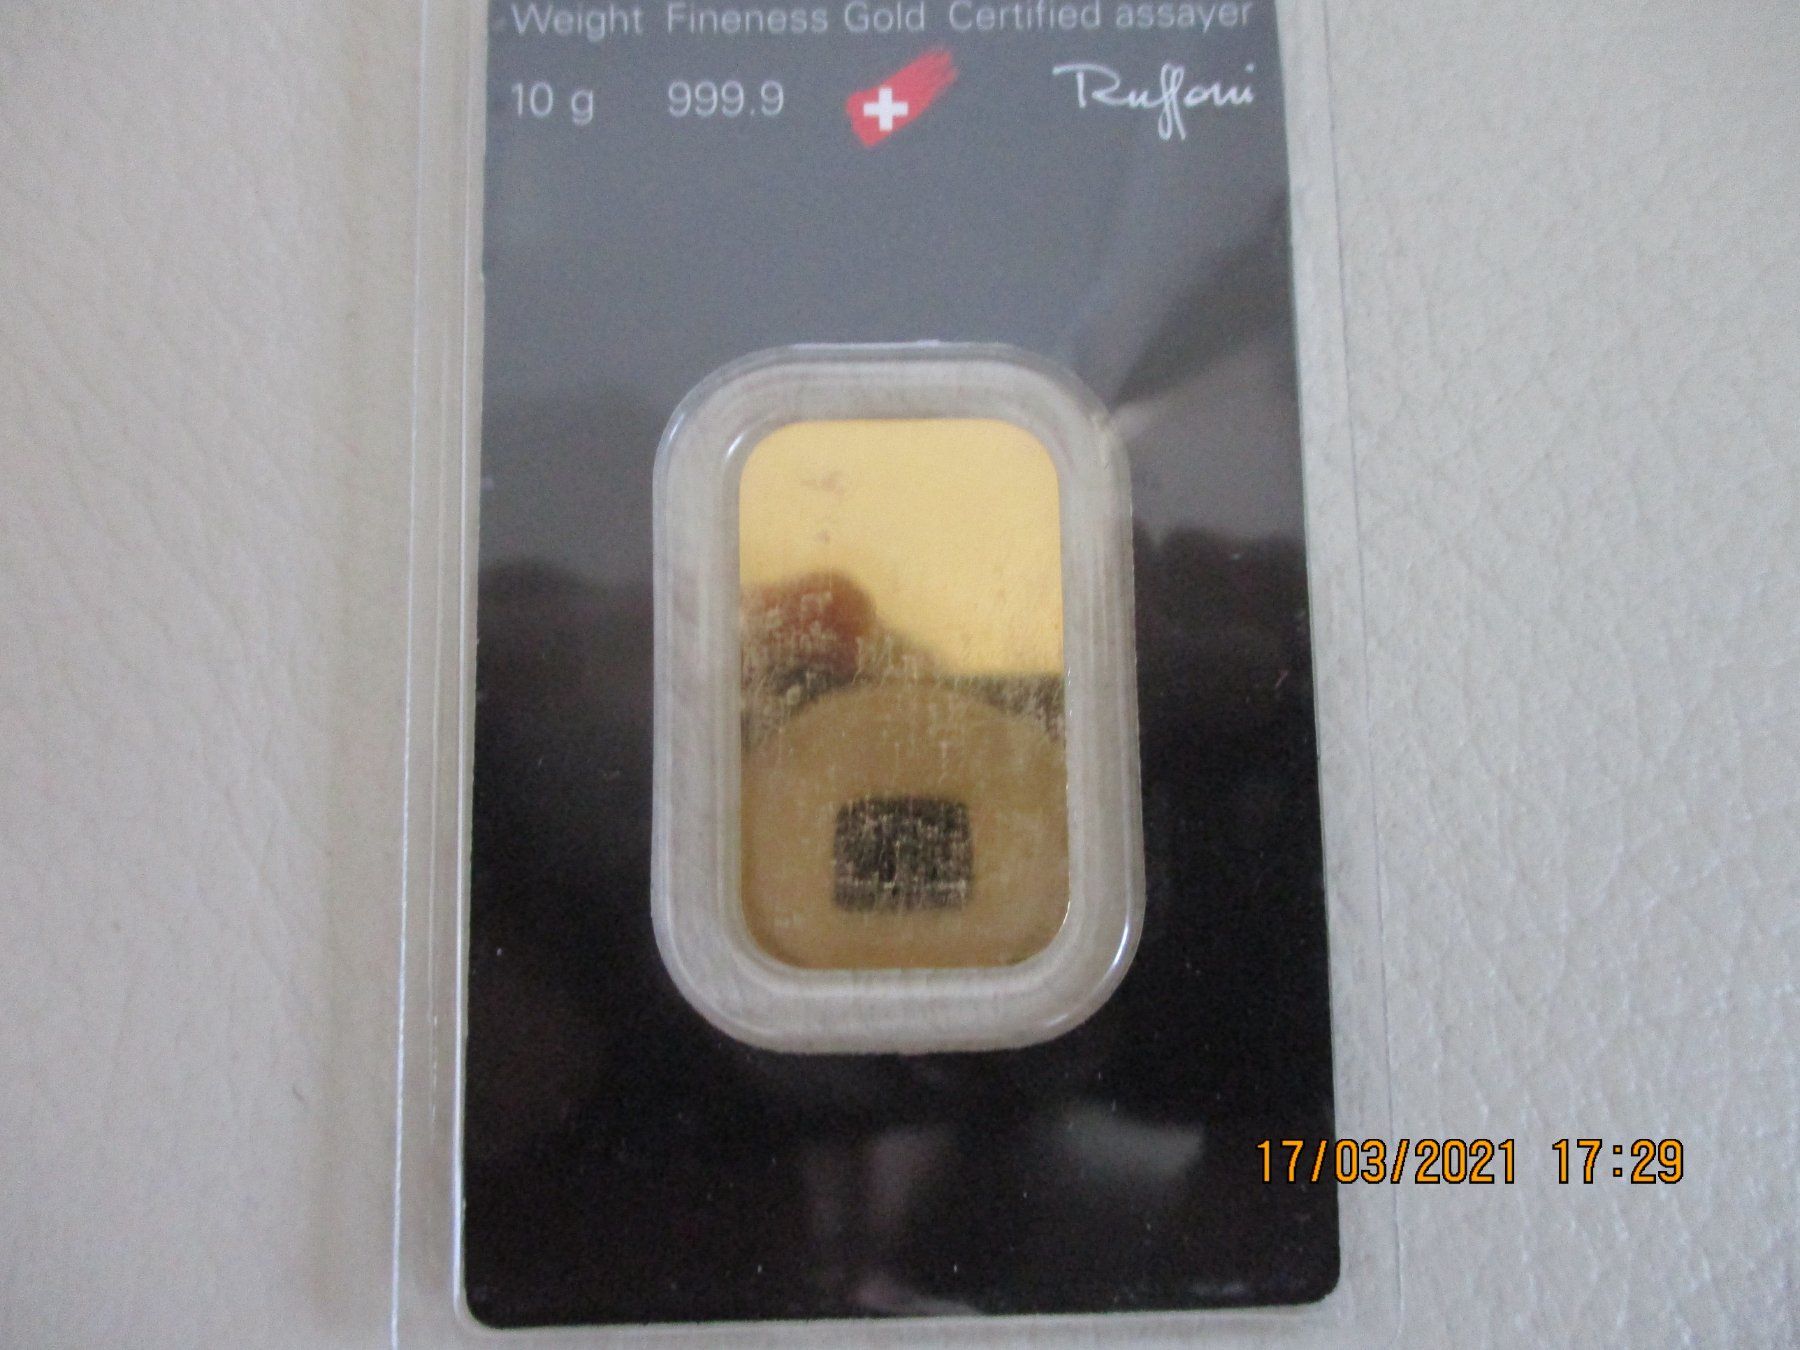 Weight Fineness Gold Certified assayer
10 g 999.9 Ruffoni
17/03/2021 17:29